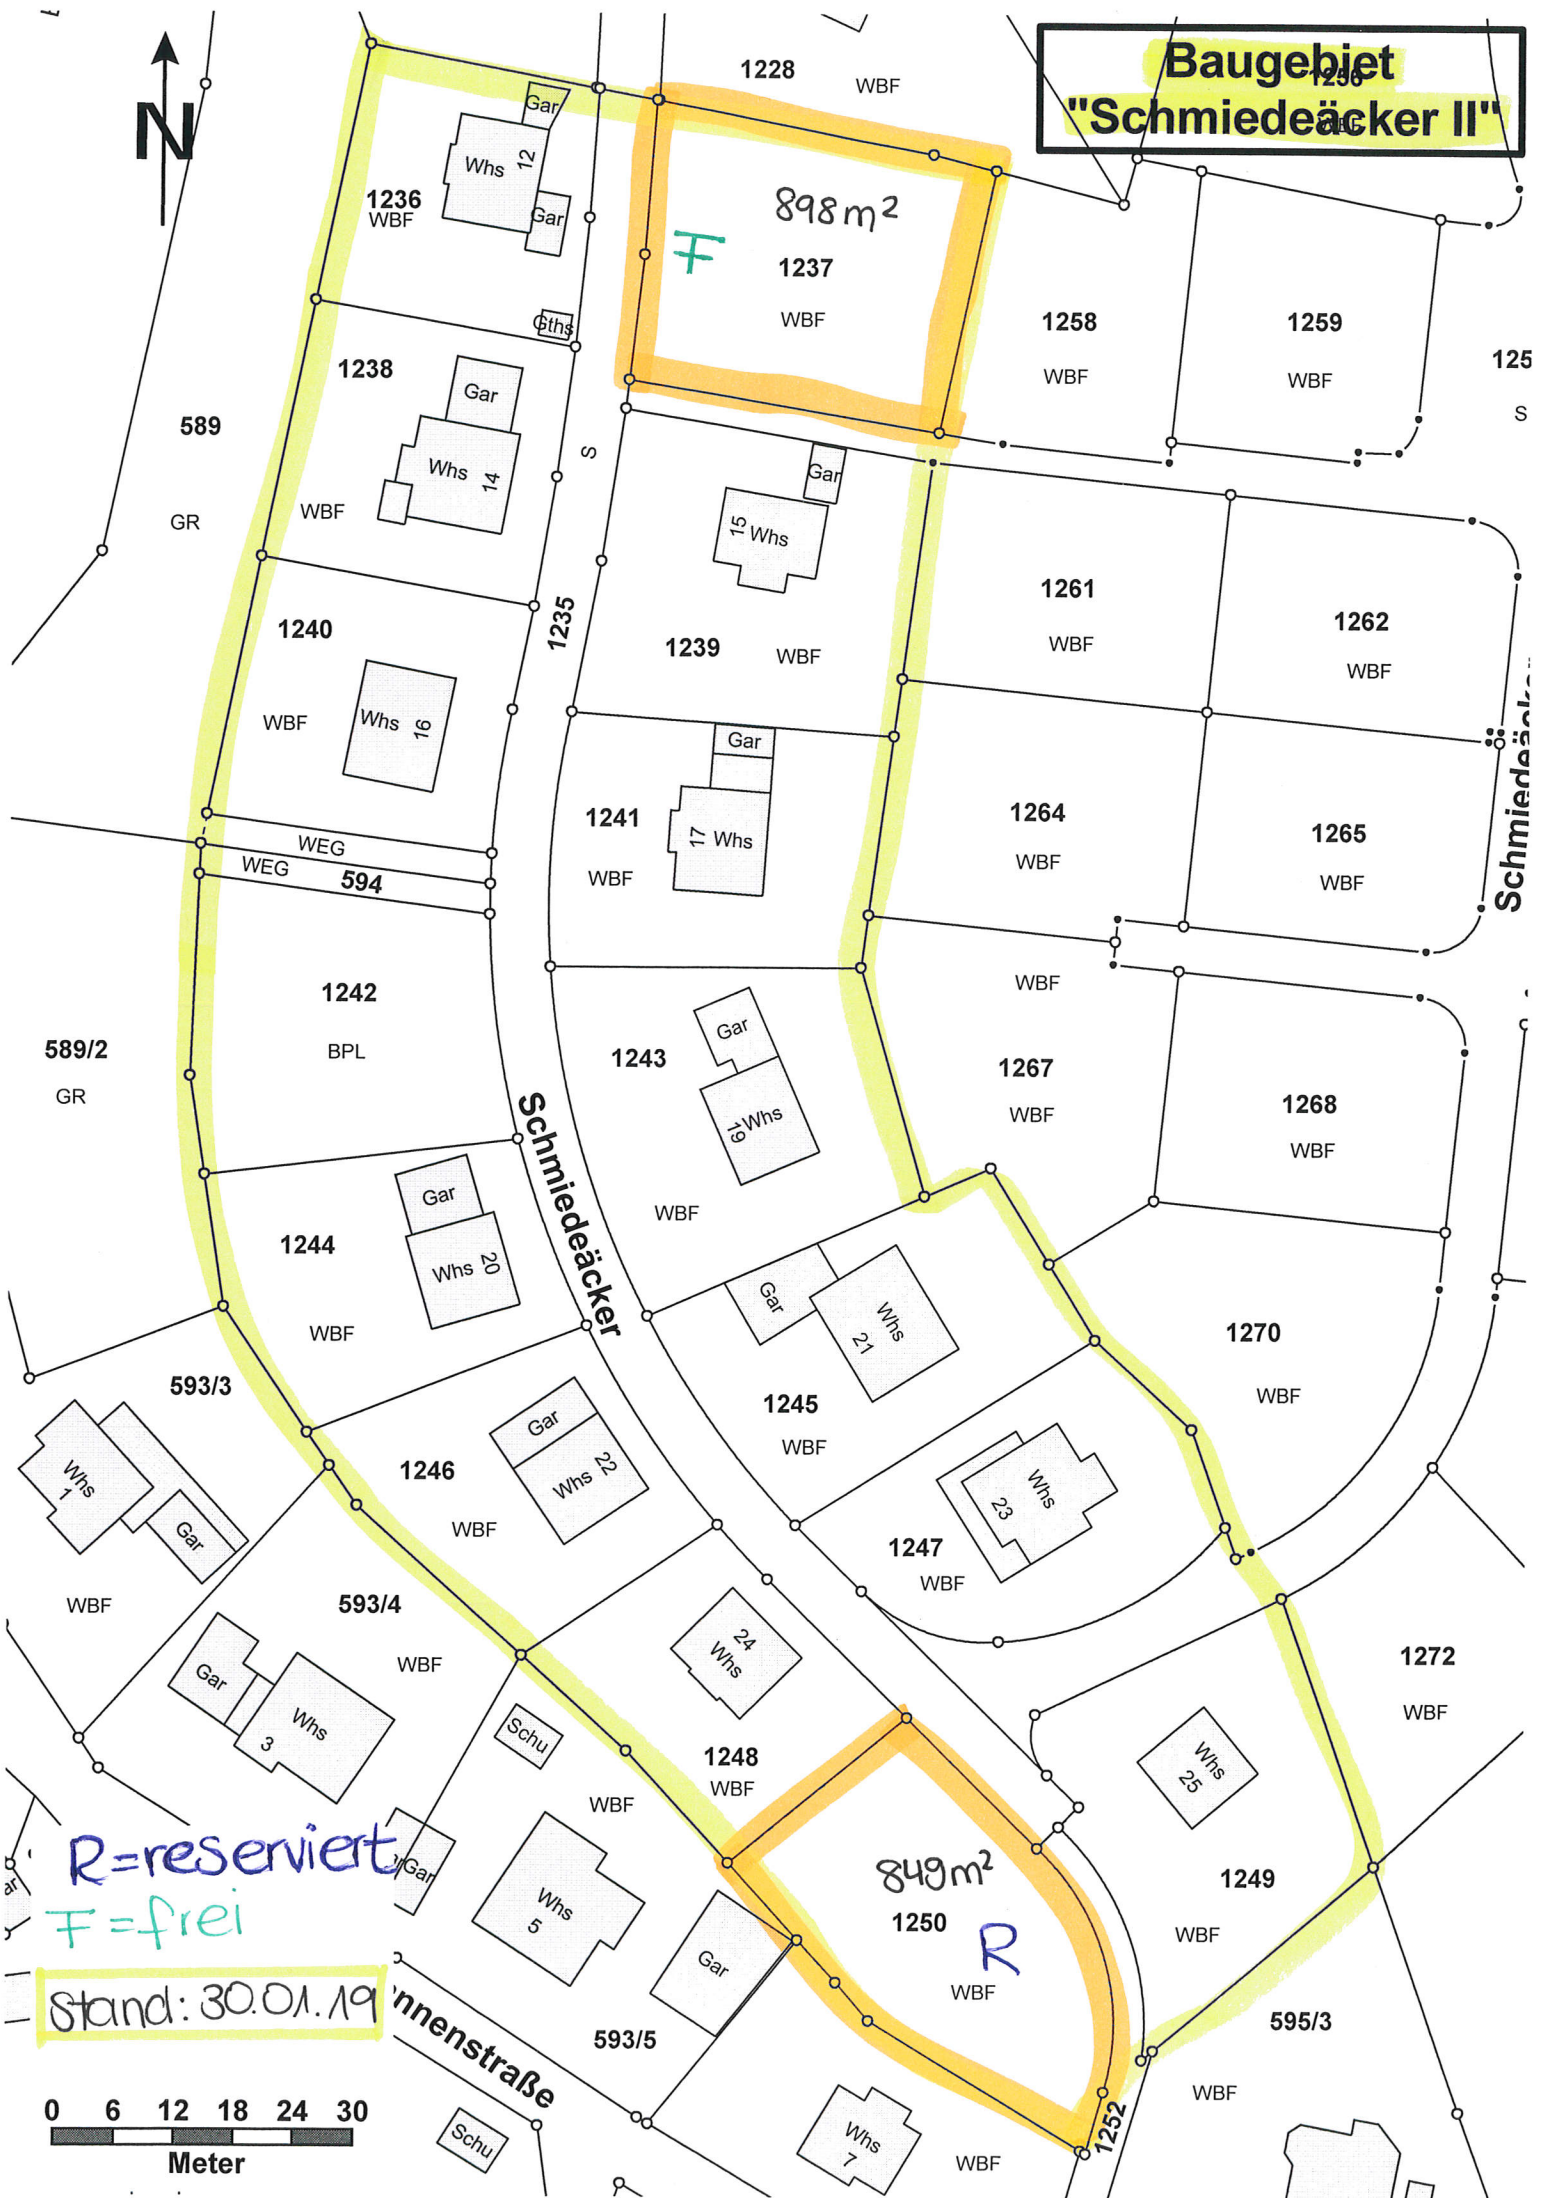 Baugebiet
"Schmiedeäcker II"
1256
WBF
N
1228
WBF
Gar
Whs 12
1236
WBF
Gar
898m²
F
1237
WBF
Gths
1258
WBF
1259
WBF
125
S
1238
Gar
Whs 14
WBF
589
GR
S
Gar
15 Whs
1235
1239
WBF
1261
WBF
1262
WBF
1240
WBF
Whs 16
Gar
1241
17 Whs
WBF
1264
WBF
1265
WBF
Schmiedeäcke
WEG
WEG
594
1242
BPL
589/2
GR
WBF
1267
WBF
1268
WBF
Gar
1243
19 Whs
WBF
Schmiedeäcker
Gar
1244
Whs 20
WBF
Gar
Whs
21
1245
WBF
1270
WBF
593/3
Whs
1
Gar
WBF
1246
Gar
Whs 22
WBF
23
Whs
1247
WBF
593/4
WBF
Gar
Whs
3
24
Whs
Schu
1248
WBF
1272
WBF
Whs
25
WBF
R=reserviert
Gar
F=frei
ar
Whs
5
849m²
1250
R
WBF
1249
WBF
Gar
Stand: 30.01.19
nnenstraße
593/5
595/3
WBF
0 6 12 18 24 30
Meter
Schu
Whs
7
WBF
1252